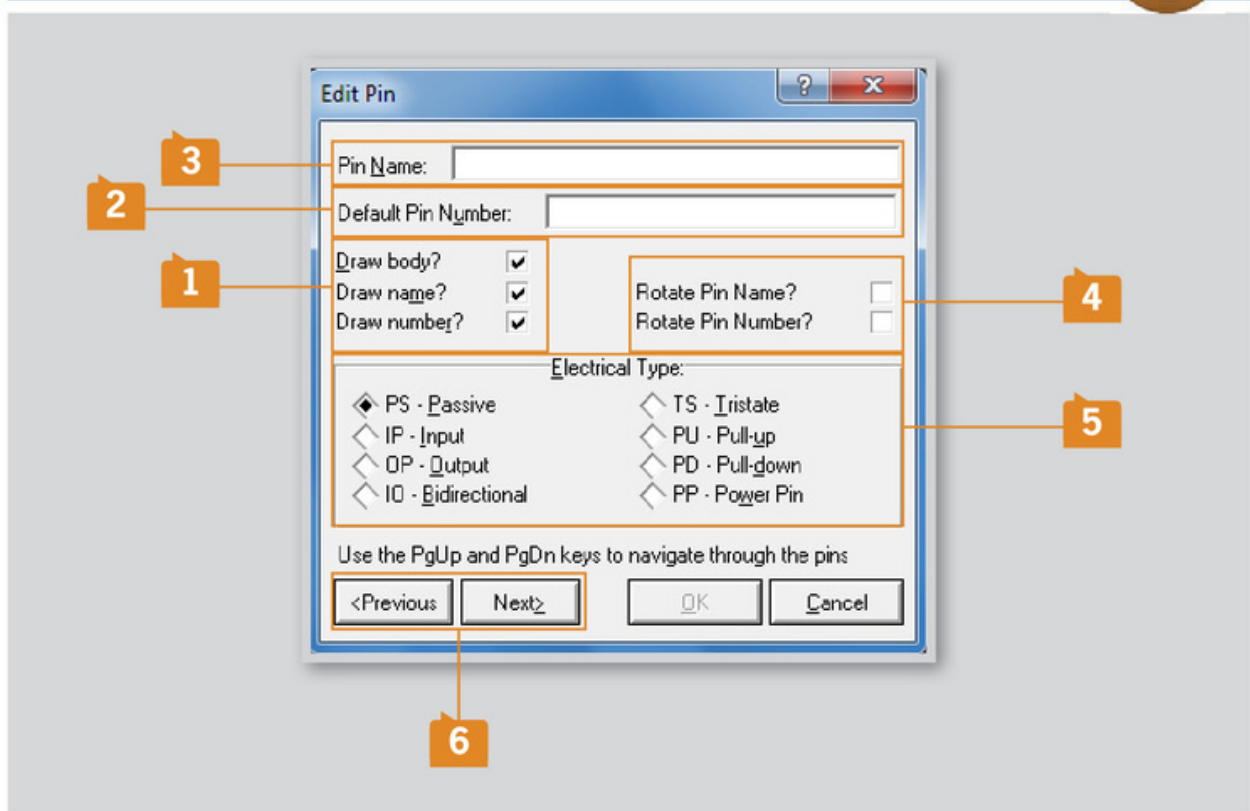 Edit Pin
?
X
3
Pin Name:
2
Default Pin Number:
1
Draw body?
Draw name?
Draw number?
Rotate Pin Name?
Rotate Pin Number?
4
Electrical Type:
PS - Passive
IP - Input
OP - Output
IO - Bidirectional
TS - Tristate
PU - Pull-up
PD - Pull-down
PP - Power Pin
5
Use the PgUp and PgDn keys to navigate through the pins
<Previous
Next>
OK
Cancel
6